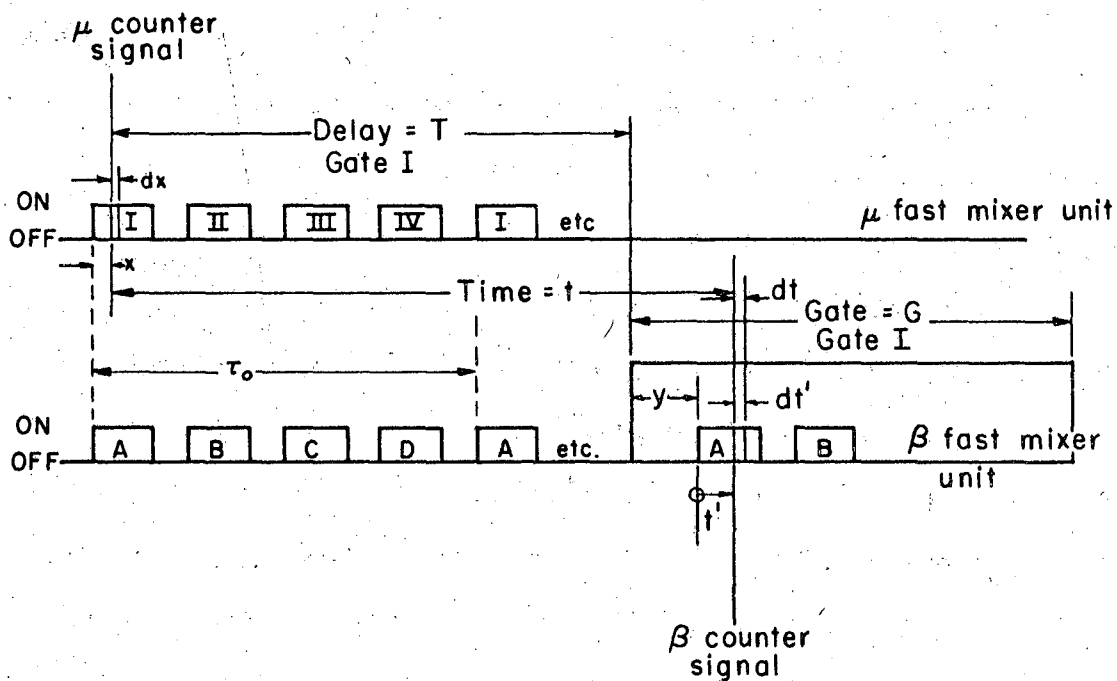 μ counter
signal
Delay = T
Gate I
dx
ON
OFF
I II III IV I etc
μ fast mixer unit
x
Time = t
dt
Gate = G
Gate I
τ₀
y
dt'
ON
OFF
A B C D A etc.
A B
β fast mixer
unit
t'
β counter
signal